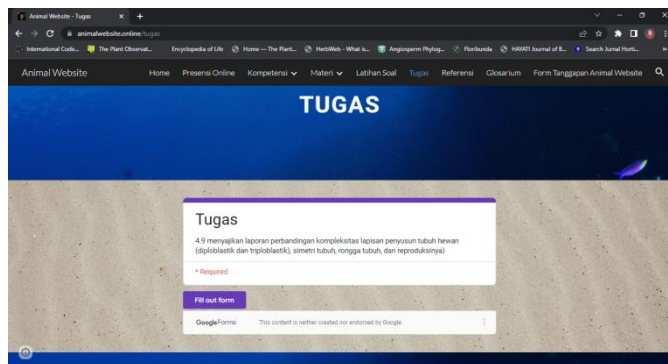 Animal Website - Tugas
animalwebsite.online/tugas
International Code...
The Plant Observat...
Encyclopedia of Life
Home — The Plant...
HerbWeb - What is...
Angiosperm Phylog...
Floribunda
HAYATI Journal of B...
Search Jurnal Horti...
Animal Website
Home
Presensi Online
Kompetensi
Materi
Latihan Soal
Tugas
Referensi
Glosarium
Form Tanggapan Animal Website
TUGAS
Tugas
4.9 menyajikan laporan perbandingan kompleksitas lapisan penyusun tubuh hewan
(diploblastik dan triploblastik), simetri tubuh, rongga tubuh, dan reproduksinya)
* Required
Fill out form
Google Forms
This content is neither created nor endorsed by Google.